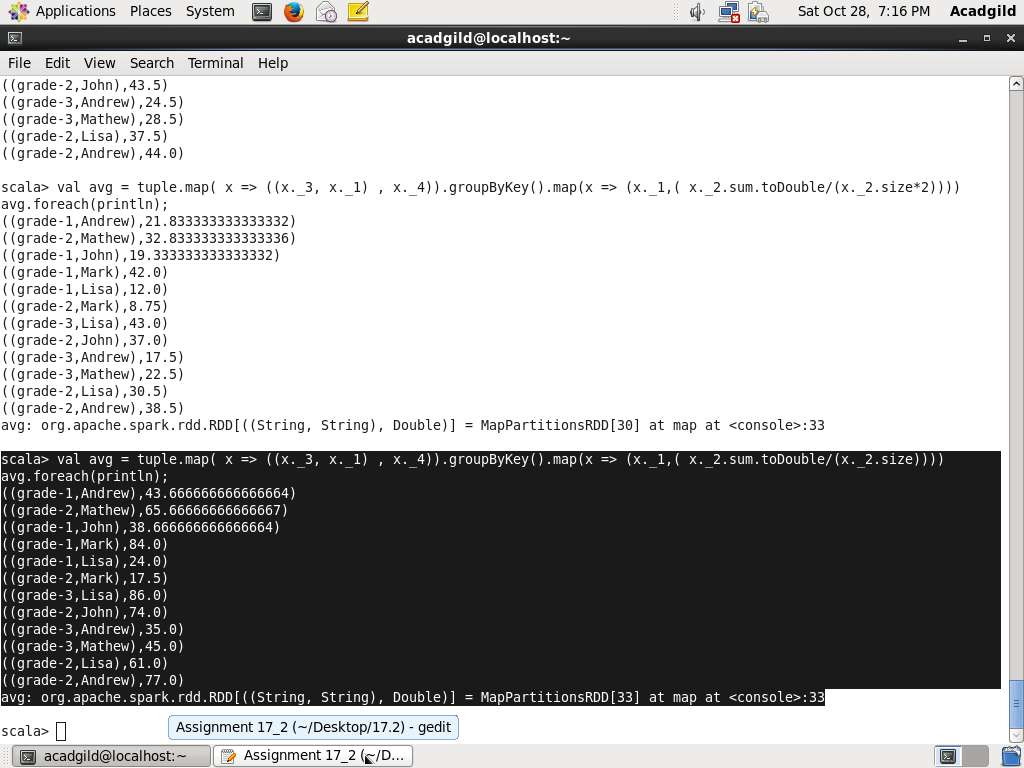 Applications Places System Sat Oct 28, 7:16 PM Acadgild
acadgild@localhost:~
File Edit View Search Terminal Help
((grade-2,John),43.5)
((grade-3,Andrew),24.5)
((grade-3,Mathew),28.5)
((grade-2,Lisa),37.5)
((grade-2,Andrew),44.0)
scala> val avg = tuple.map( x => ((x._3, x._1) , x._4)).groupByKey().map(x => (x._1,( x._2.sum.toDouble/(x._2.size*2))))
avg.foreach(println);
((grade-1,Andrew),21.833333333333332)
((grade-2,Mathew),32.833333333333336)
((grade-1,John),19.333333333333332)
((grade-1,Mark),42.0)
((grade-1,Lisa),12.0)
((grade-2,Mark),8.75)
((grade-3,Lisa),43.0)
((grade-2,John),37.0)
((grade-3,Andrew),17.5)
((grade-3,Mathew),22.5)
((grade-2,Lisa),30.5)
((grade-2,Andrew),38.5)
avg: org.apache.spark.rdd.RDD[((String, String), Double)] = MapPartitionsRDD[30] at map at <console>:33
scala> val avg = tuple.map( x => ((x._3, x._1) , x._4)).groupByKey().map(x => (x._1,( x._2.sum.toDouble/(x._2.size))))
avg.foreach(println);
((grade-1,Andrew),43.666666666666664)
((grade-2,Mathew),65.66666666666667)
((grade-1,John),38.666666666666664)
((grade-1,Mark),84.0)
((grade-1,Lisa),24.0)
((grade-2,Mark),17.5)
((grade-3,Lisa),86.0)
((grade-2,John),74.0)
((grade-3,Andrew),35.0)
((grade-3,Mathew),45.0)
((grade-2,Lisa),61.0)
((grade-2,Andrew),77.0)
avg: org.apache.spark.rdd.RDD[((String, String), Double)] = MapPartitionsRDD[33] at map at <console>:33
scala>
Assignment 17_2 (~/Desktop/17.2) - gedit
acadgild@localhost:~ Assignment 17_2 (~/D...